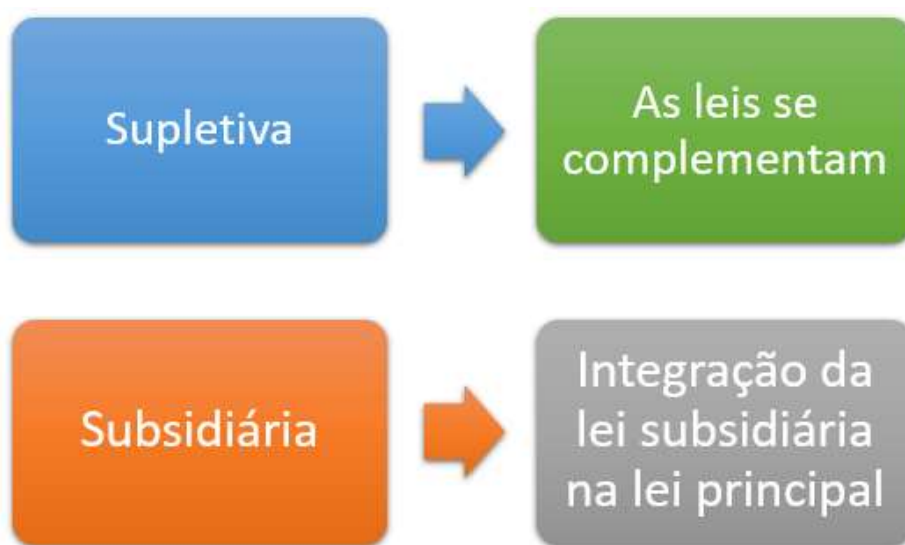 Supletiva
As leis se
complementam
Subsidiária
Integração da
lei subsidiária
na lei principal